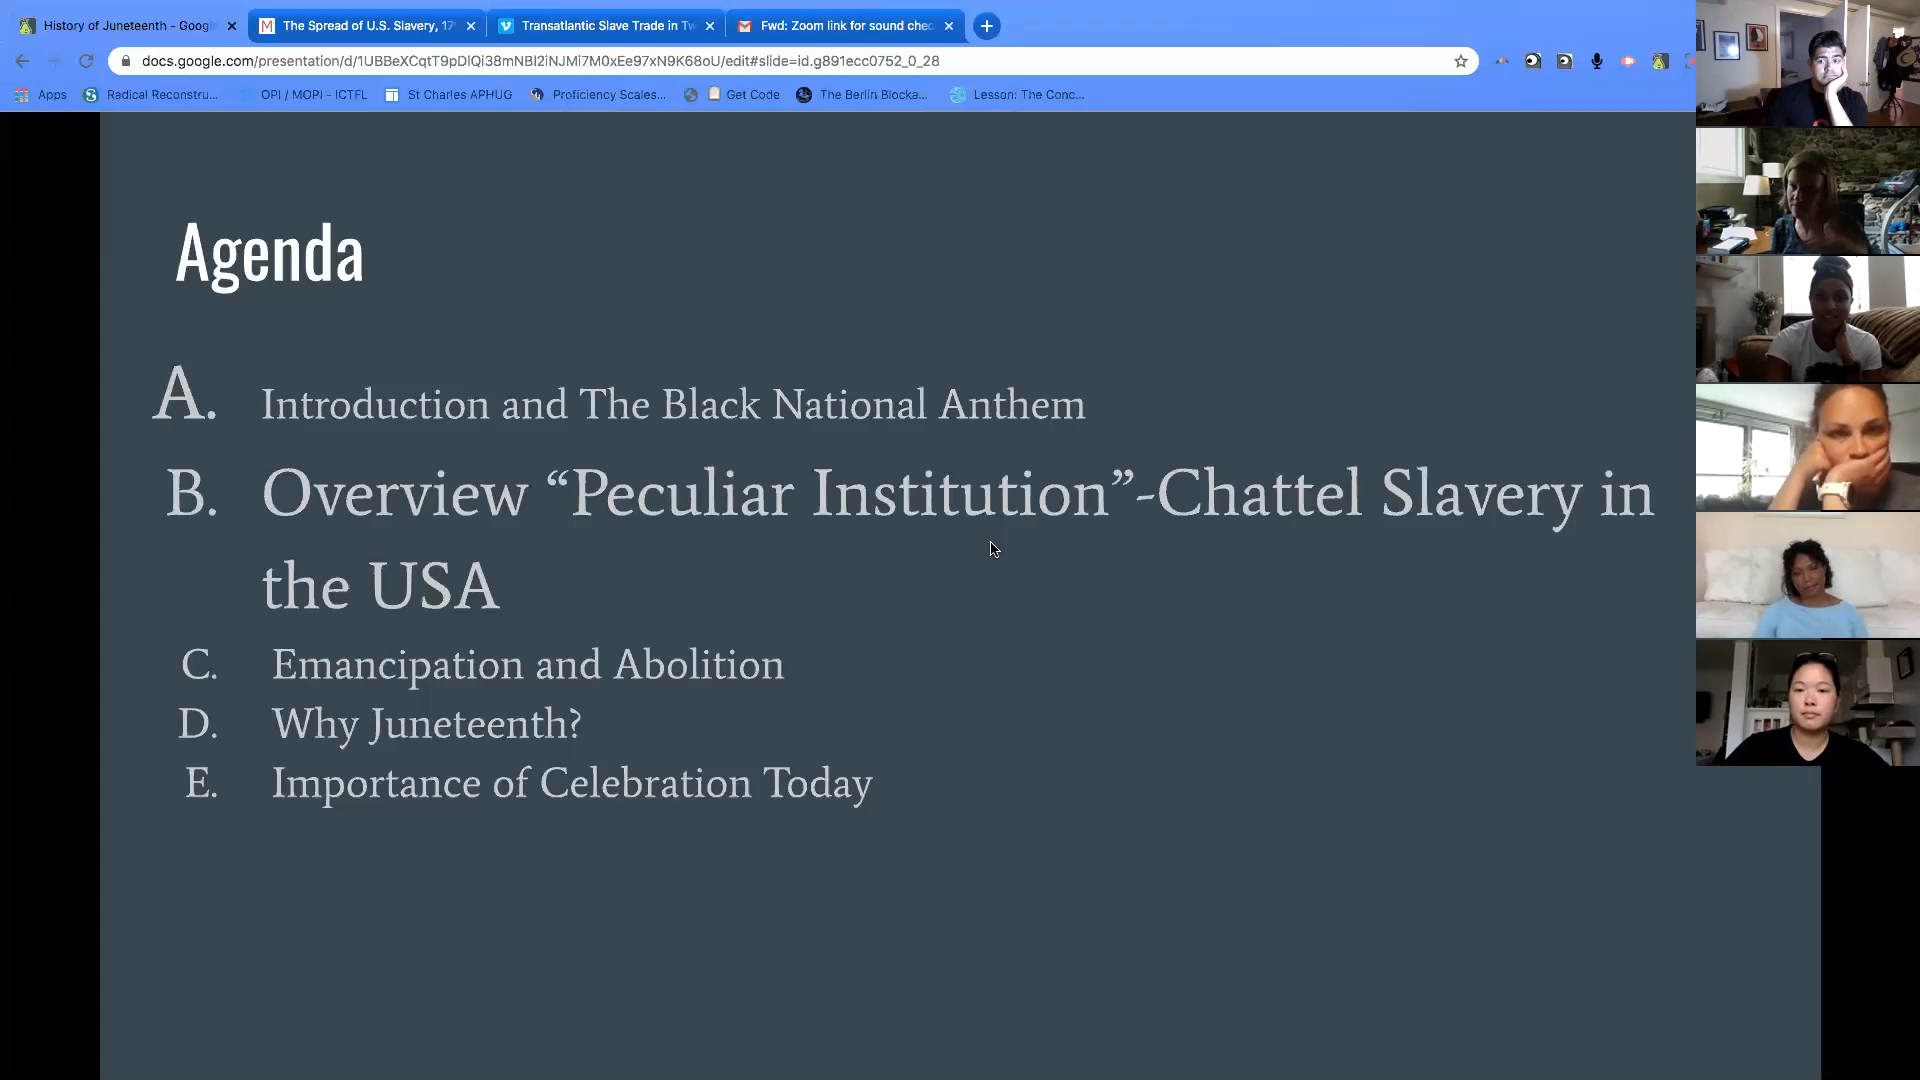 History of Juneteenth - Google
The Spread of U.S. Slavery, 17
Transatlantic Slave Trade in Tw
Fwd: Zoom link for sound chec
docs.google.com/presentation/d/1UBBeXCqtT9pDlQi38mNBl2iNJMi7M0xEe97xN9K68oU/edit#slide=id.g891ecc0752_0_28
Apps
Radical Reconstru...
OPI / MOPI - ICTFL
St Charles APHUG
Proficiency Scales...
Get Code
The Berlin Blocka...
Lesson: The Conc...
Agenda
A. Introduction and The Black National Anthem
B. Overview “Peculiar Institution”-Chattel Slavery in
the USA
C. Emancipation and Abolition
D. Why Juneteenth?
E. Importance of Celebration Today